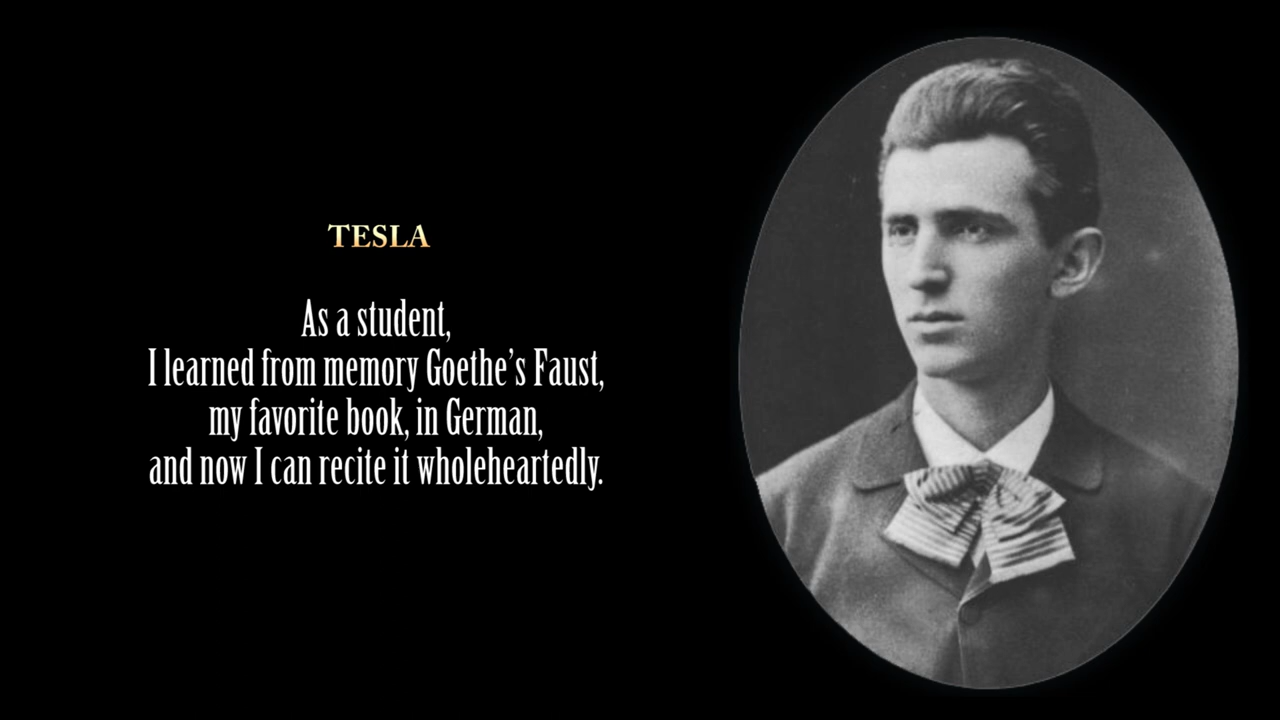 TESLA
As a student,
I learned from memory Goethe’s Faust,
my favorite book, in German,
and now I can recite it wholeheartedly.